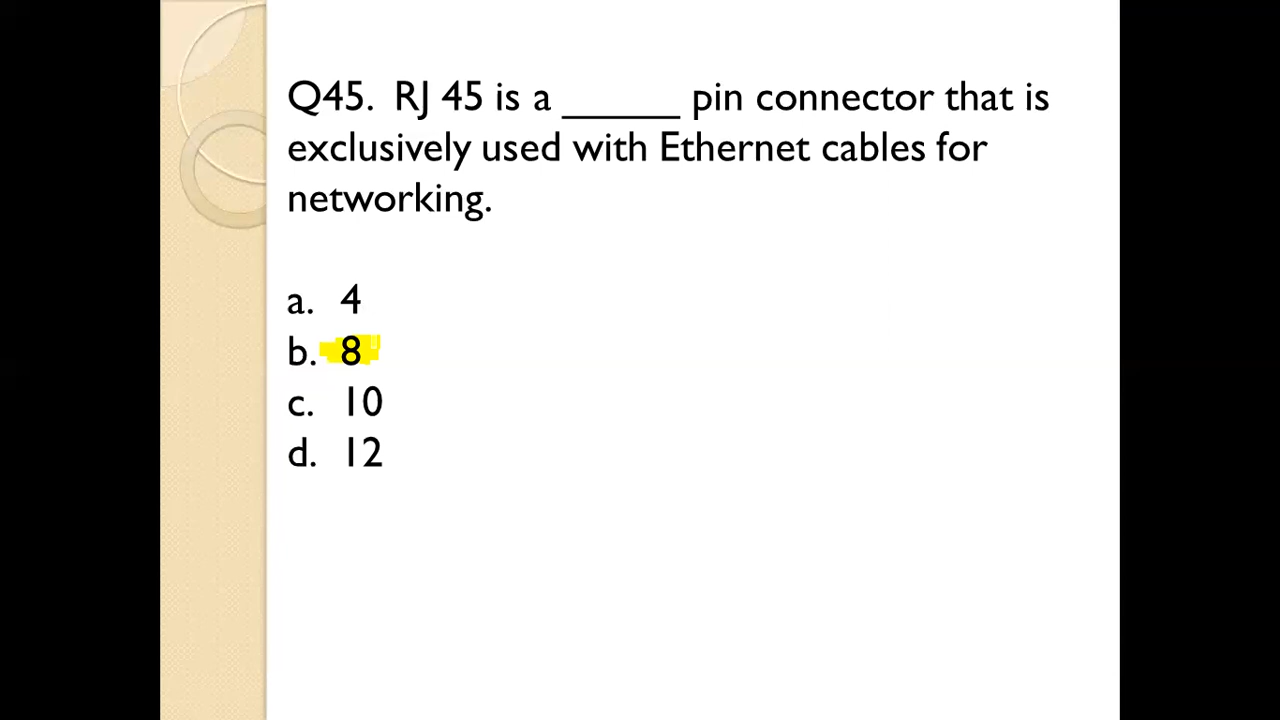 Q45. RJ 45 is a ______ pin connector that is
exclusively used with Ethernet cables for
networking.
a. 4
b. 8
c. 10
d. 12